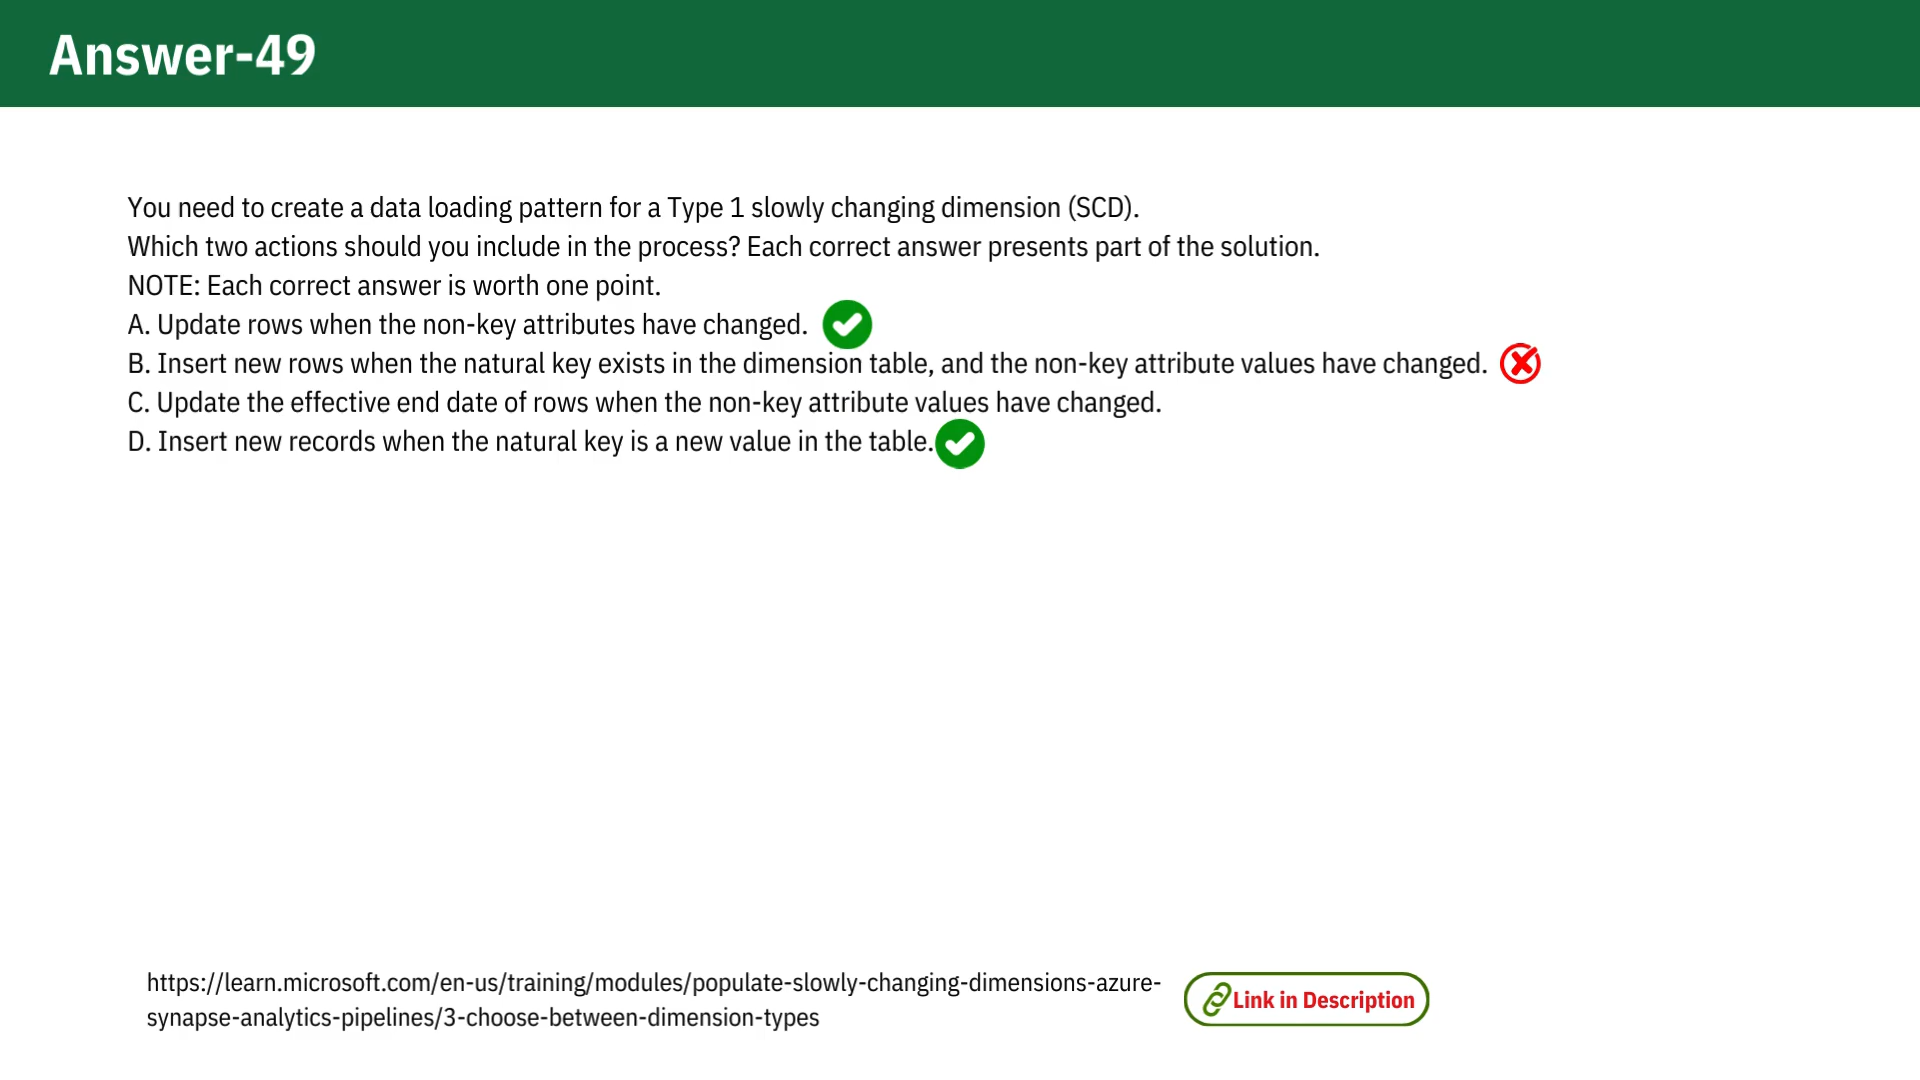 Answer-49
You need to create a data loading pattern for a Type 1 slowly changing dimension (SCD).
Which two actions should you include in the process? Each correct answer presents part of the solution.
NOTE: Each correct answer is worth one point.
A. Update rows when the non-key attributes have changed.
B. Insert new rows when the natural key exists in the dimension table, and the non-key attribute values have changed.
C. Update the effective end date of rows when the non-key attribute values have changed.
D. Insert new records when the natural key is a new value in the table.
https://learn.microsoft.com/en-us/training/modules/populate-slowly-changing-dimensions-azure-
synapse-analytics-pipelines/3-choose-between-dimension-types
Link in Description